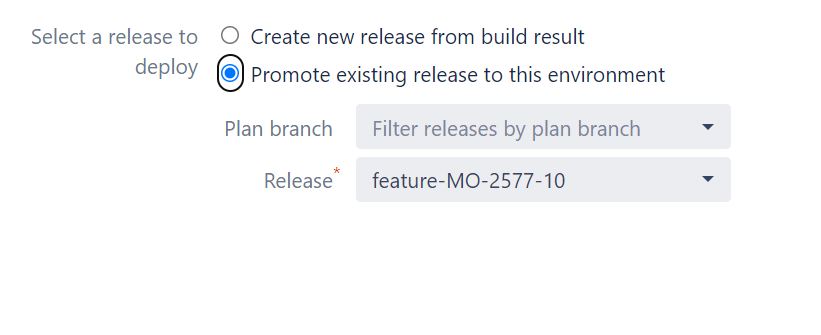 Select a release to deploy
Create new release from build result
Promote existing release to this environment
Plan branch
Filter releases by plan branch
Release*
feature-MO-2577-10